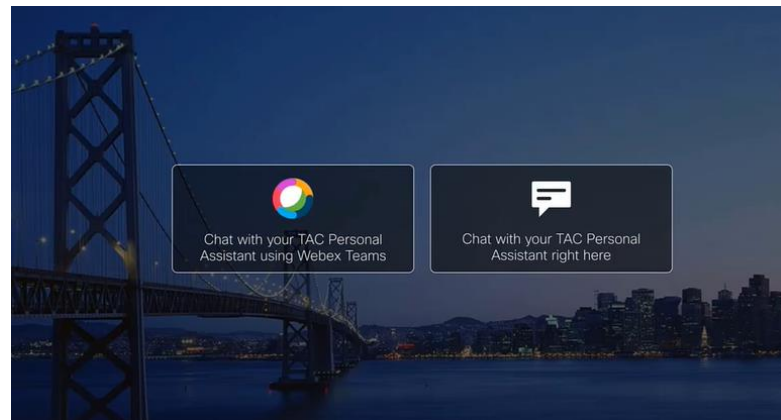 Chat with your TAC Personal
Assistant using Webex Teams
Chat with your TAC Personal
Assistant right here